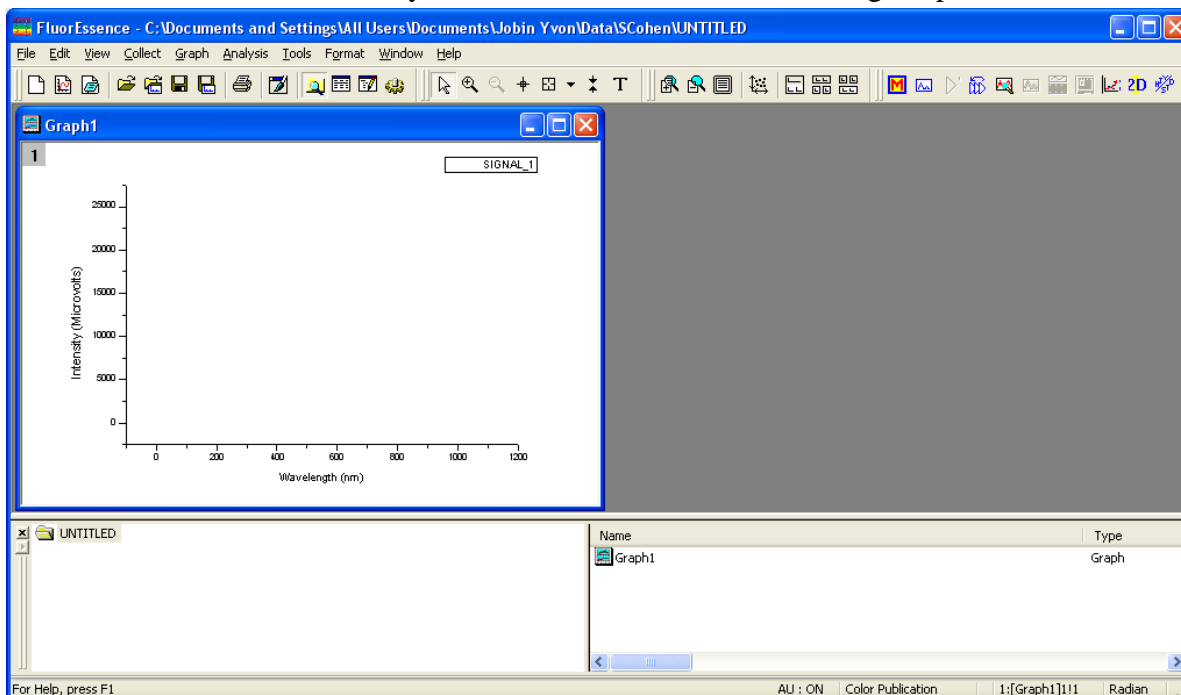 FluorEssence - C:\Documents and Settings\All Users\Documents\Jobin Yvon\Data\SCohen\UNTITLED
File Edit View Collect Graph Analysis Tools Format Window Help
T M 2D
Graph1
1
SIGNAL_1
25000
20000
15000
10000
5000
0
Intensity (Microvolts)
0 200 400 600 800 1000 1200
Wavelength (nm)
UNTITLED
Name Type
Graph1 Graph
For Help, press F1 AU : ON Color Publication 1:[Graph1]1!1 Radian